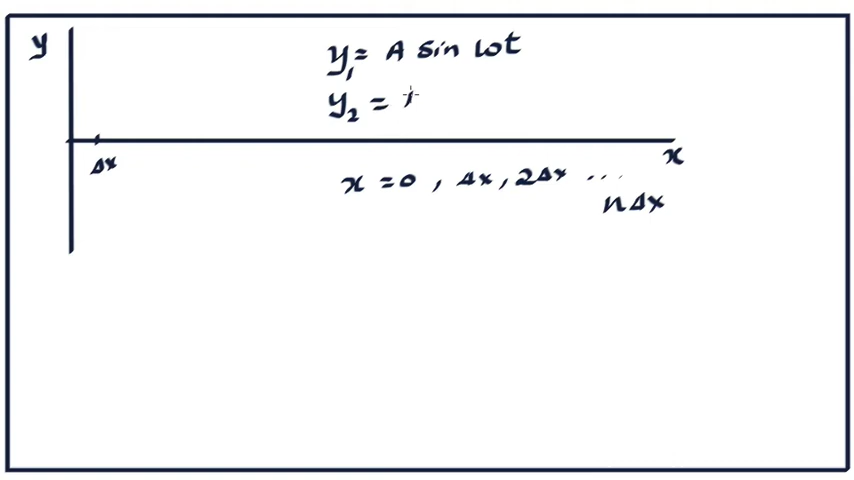 y
y₁ = A sin ωt
y₂ =
Δx
x
x = 0, Δx, 2Δx ...
nΔx